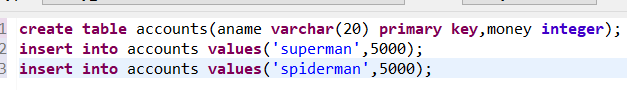 1 create table accounts(aname varchar(20) primary key,money integer);
2 insert into accounts values('superman',5000);
3 insert into accounts values('spiderman',5000);